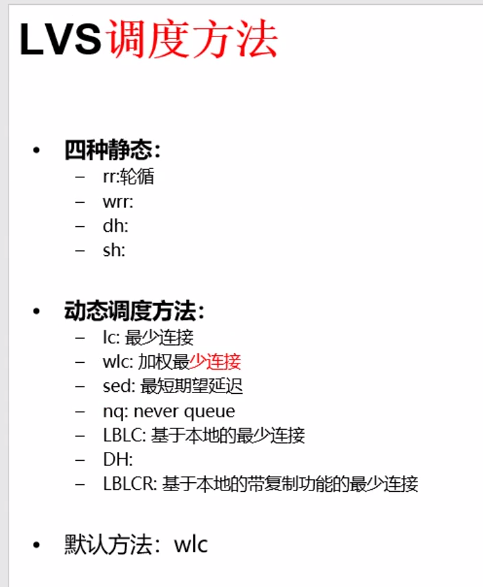 LVS调度方法
• 四种静态：
– rr:轮循
– wrr:
– dh:
– sh:
• 动态调度方法：
– lc: 最少连接
– wlc: 加权最少连接
– sed: 最短期望延迟
– nq: never queue
– LBLC: 基于本地的最少连接
– DH:
– LBLCR: 基于本地的带复制功能的最少连接
• 默认方法：wlc